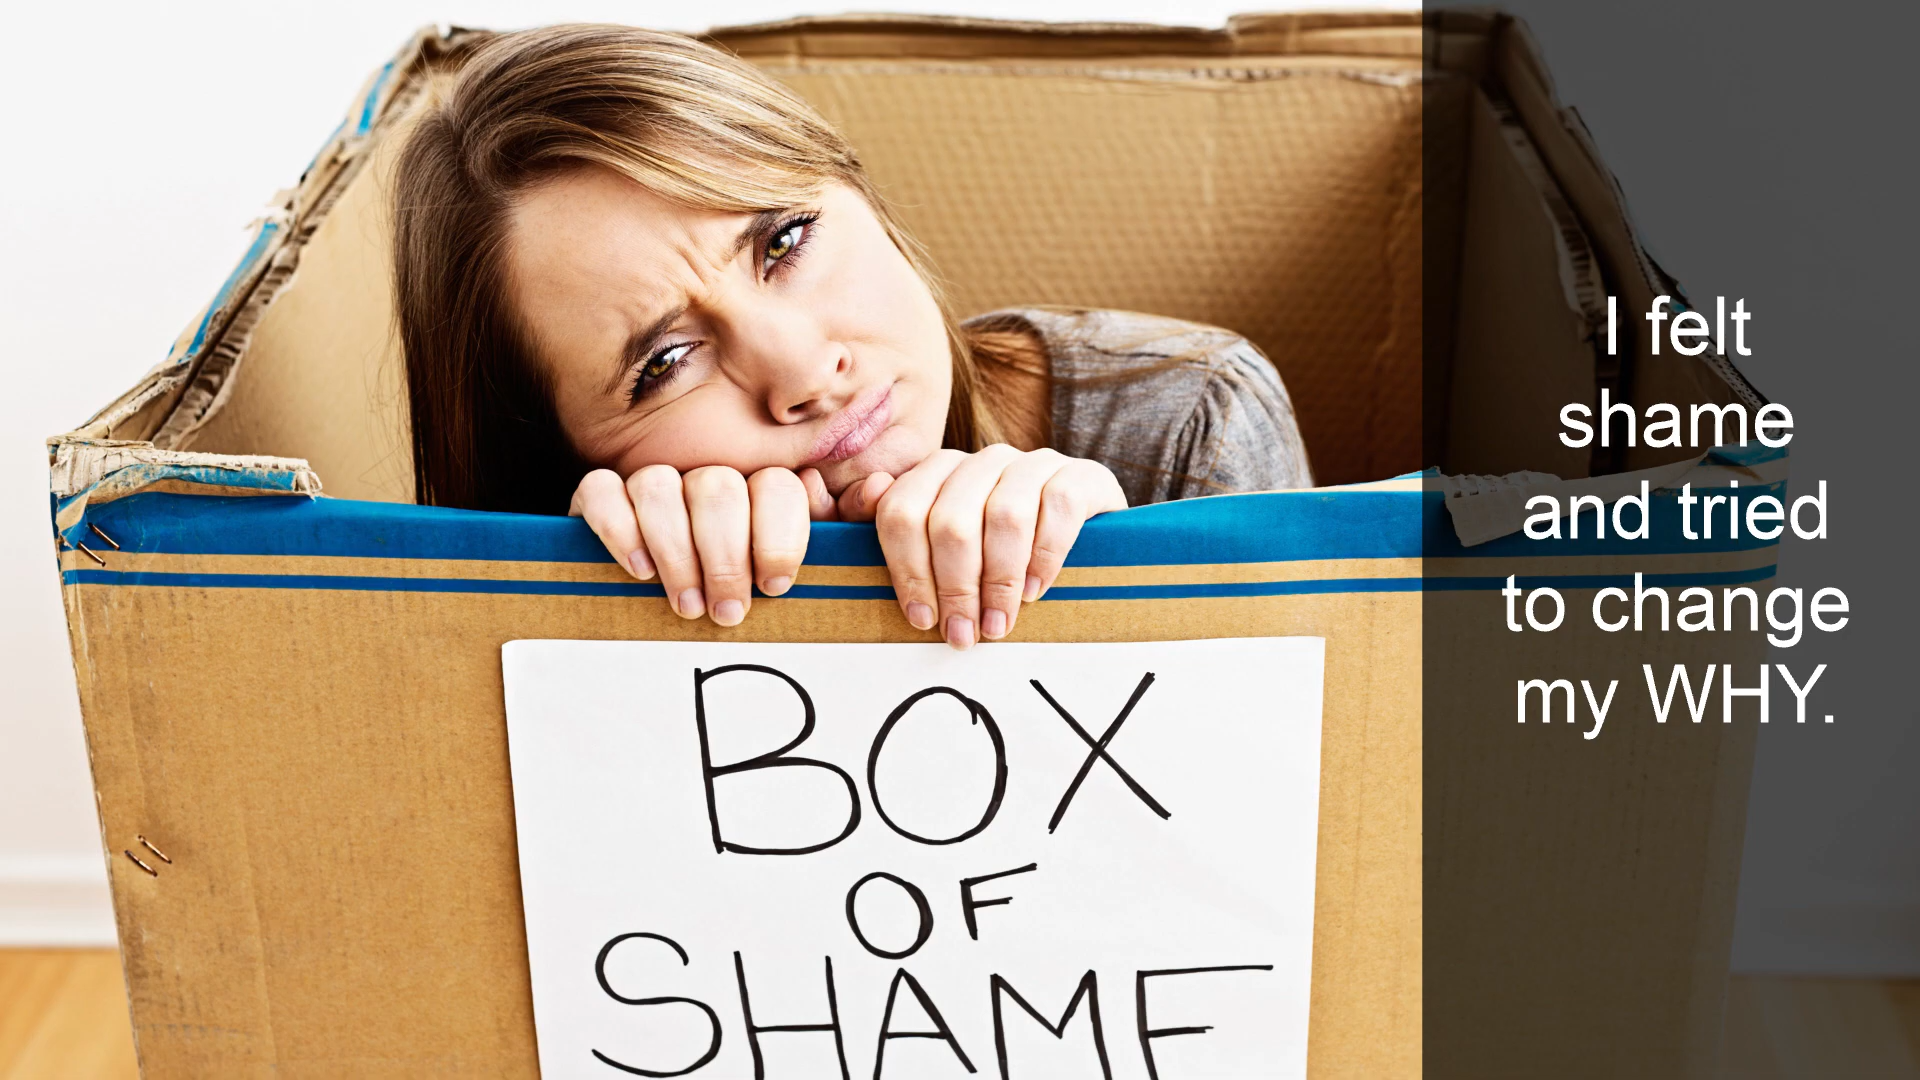 BOX
OF
SHAME
I felt
shame
and tried
to change
my WHY.